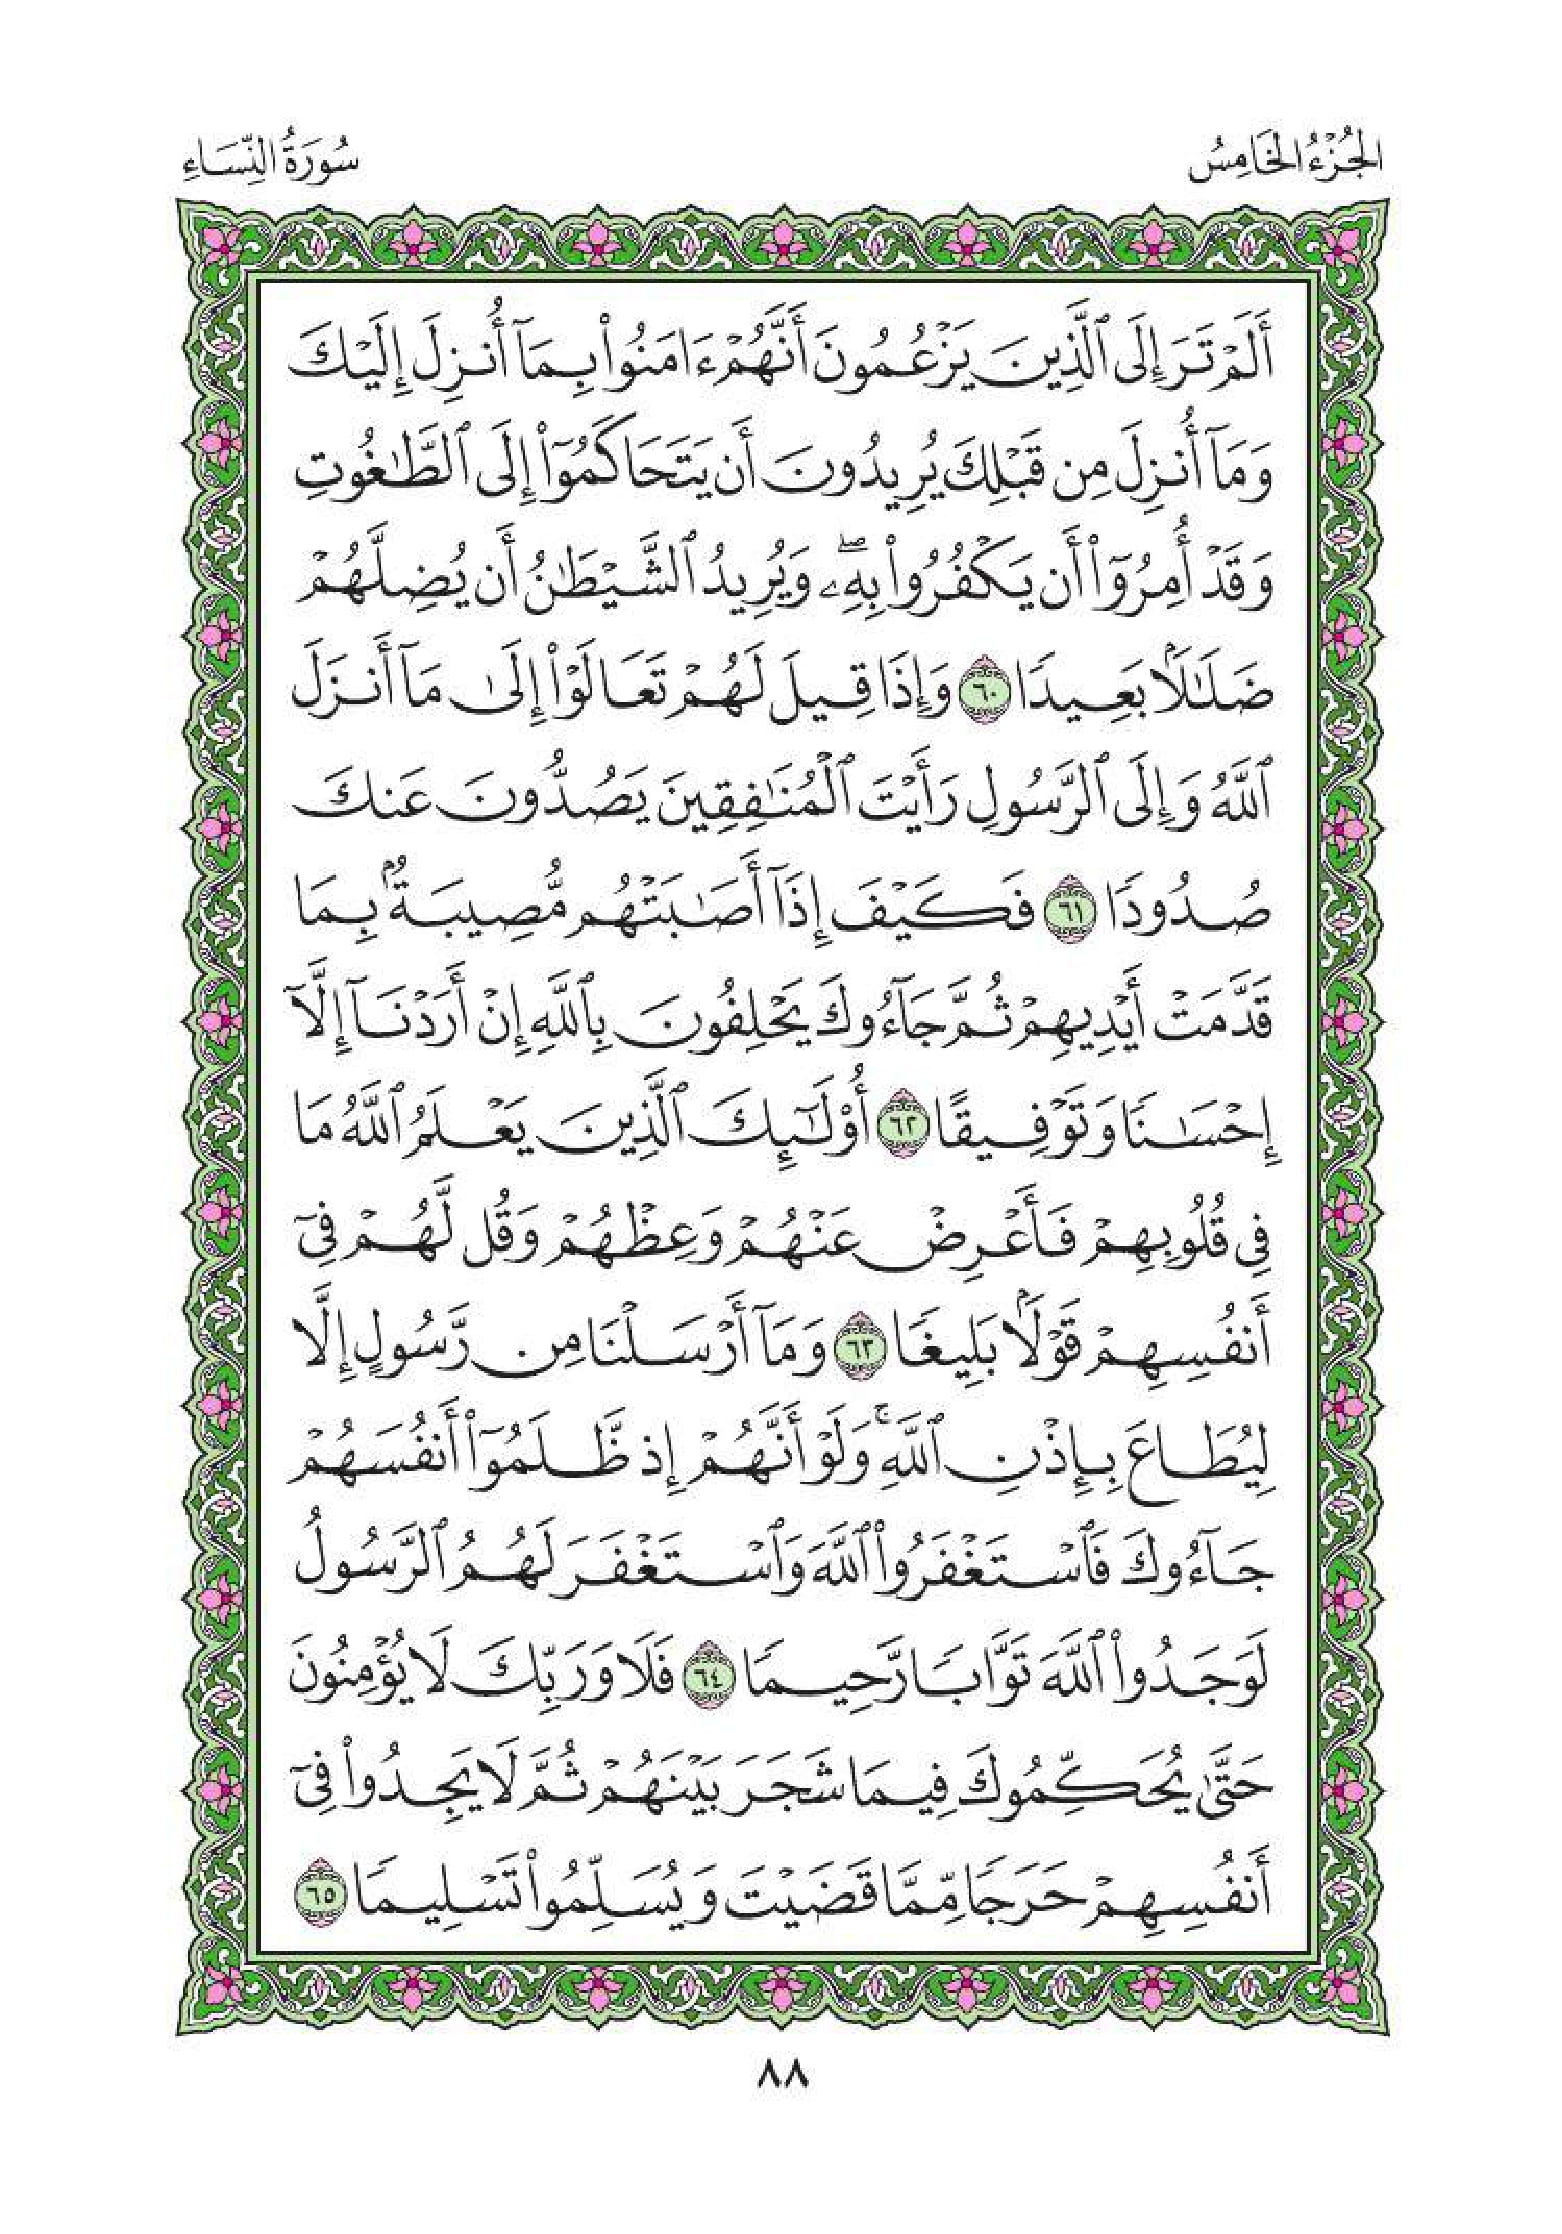 الجُزْءُ الخَامِسُ
سُورَةُ النِّسَاءِ
أَلَمْ تَرَ إِلَى ٱلَّذِينَ يَزْعُمُونَ أَنَّهُمْ ءَامَنُوا۟ بِمَآ أُنزِلَ إِلَيْكَ
وَمَآ أُنزِلَ مِن قَبْلِكَ يُرِيدُونَ أَن يَتَحَاكَمُوٓا۟ إِلَى ٱلطَّـٰغُوتِ
وَقَدْ أُمِرُوٓا۟ أَن يَكْفُرُوا۟ بِهِۦۖ وَيُرِيدُ ٱلشَّيْطَـٰنُ أَن يُضِلَّهُمْ
ضَلَـٰلًۢا بَعِيدًا ٦٠ وَإِذَا قِيلَ لَهُمْ تَعَالَوْا۟ إِلَىٰ مَآ أَنزَلَ
ٱللَّهُ وَإِلَى ٱلرَّسُولِ رَأَيْتَ ٱلْمُنَـٰفِقِينَ يَصُدُّونَ عَنكَ
صُدُودًا ٦١ فَكَيْفَ إِذَآ أَصَـٰبَتْهُم مُّصِيبَةٌۢ بِمَا
قَدَّمَتْ أَيْدِيهِمْ ثُمَّ جَآءُوكَ يَحْلِفُونَ بِٱللَّهِ إِنْ أَرَدْنَآ إِلَّآ
إِحْسَـٰنًا وَتَوْفِيقًا ٦٢ أُو۟لَـٰٓئِكَ ٱلَّذِينَ يَعْلَمُ ٱللَّهُ مَا
فِى قُلُوبِهِمْ فَأَعْرِضْ عَنْهُمْ وَعِظْهُمْ وَقُل لَّهُمْ فِىٓ
أَنفُسِهِمْ قَوْلًۢا بَلِيغًا ٦٣ وَمَآ أَرْسَلْنَا مِن رَّسُولٍ إِلَّا
لِيُطَاعَ بِإِذْنِ ٱللَّهِۚ وَلَوْ أَنَّهُمْ إِذ ظَّلَمُوٓا۟ أَنفُسَهُمْ
جَآءُوكَ فَٱسْتَغْفَرُوا۟ ٱللَّهَ وَٱسْتَغْفَرَ لَهُمُ ٱلرَّسُولُ
لَوَجَدُوا۟ ٱللَّهَ تَوَّابًا رَّحِيمًا ٦٤ فَلَا وَرَبِّكَ لَا يُؤْمِنُونَ
حَتَّىٰ يُحَكِّمُوكَ فِيمَا شَجَرَ بَيْنَهُمْ ثُمَّ لَا يَجِدُوا۟ فِىٓ
أَنفُسِهِمْ حَرَجًا مِّمَّا قَضَيْتَ وَيُسَلِّمُوا۟ تَسْلِيمًا ٦٥
٨٨